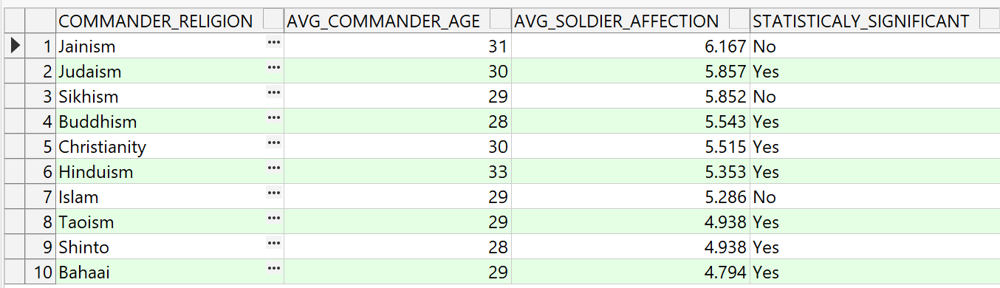 COMMANDER_RELIGION AVG_COMMANDER_AGE AVG_SOLDIER_AFFECTION STATISTICALY_SIGNIFICANT
1 Jainism ... 31 6.167 No
2 Judaism ... 30 5.857 Yes
3 Sikhism ... 29 5.852 No
4 Buddhism ... 28 5.543 Yes
5 Christianity ... 30 5.515 Yes
6 Hinduism ... 33 5.353 Yes
7 Islam ... 29 5.286 No
8 Taoism ... 29 4.938 Yes
9 Shinto ... 28 4.938 Yes
10 Bahaai ... 29 4.794 Yes